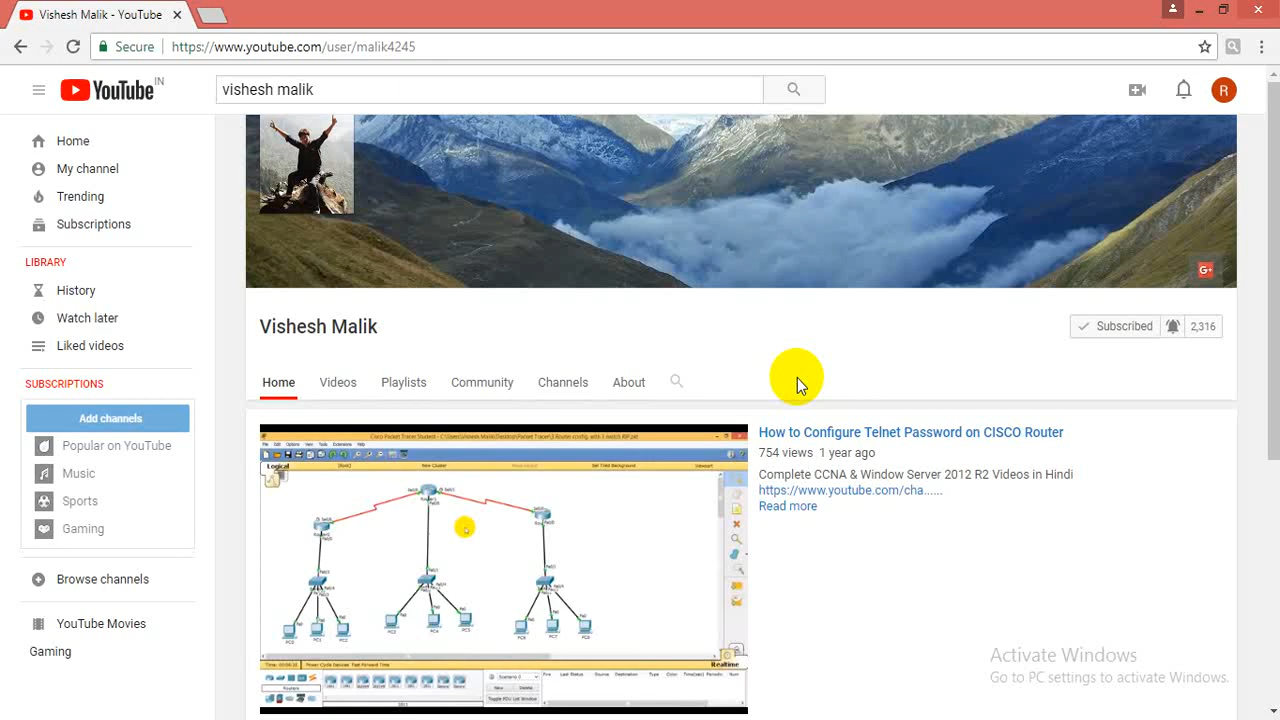 Vishesh Malik - YouTube
Secure https://www.youtube.com/user/malik4245
YouTube IN
vishesh malik
R
Home
My channel
Trending
Subscriptions
LIBRARY
History
Watch later
Liked videos
SUBSCRIPTIONS
Add channels
Popular on YouTube
Music
Sports
Gaming
Browse channels
YouTube Movies
Gaming
G+
Vishesh Malik
Subscribed 2,316
Home Videos Playlists Community Channels About
How to Configure Telnet Password on CISCO Router
754 views 1 year ago
Complete CCNA & Window Server 2012 R2 Videos in Hindi
https://www.youtube.com/cha......
Read more
Logical
Realtime
Activate Windows
Go to PC settings to activate Windows.